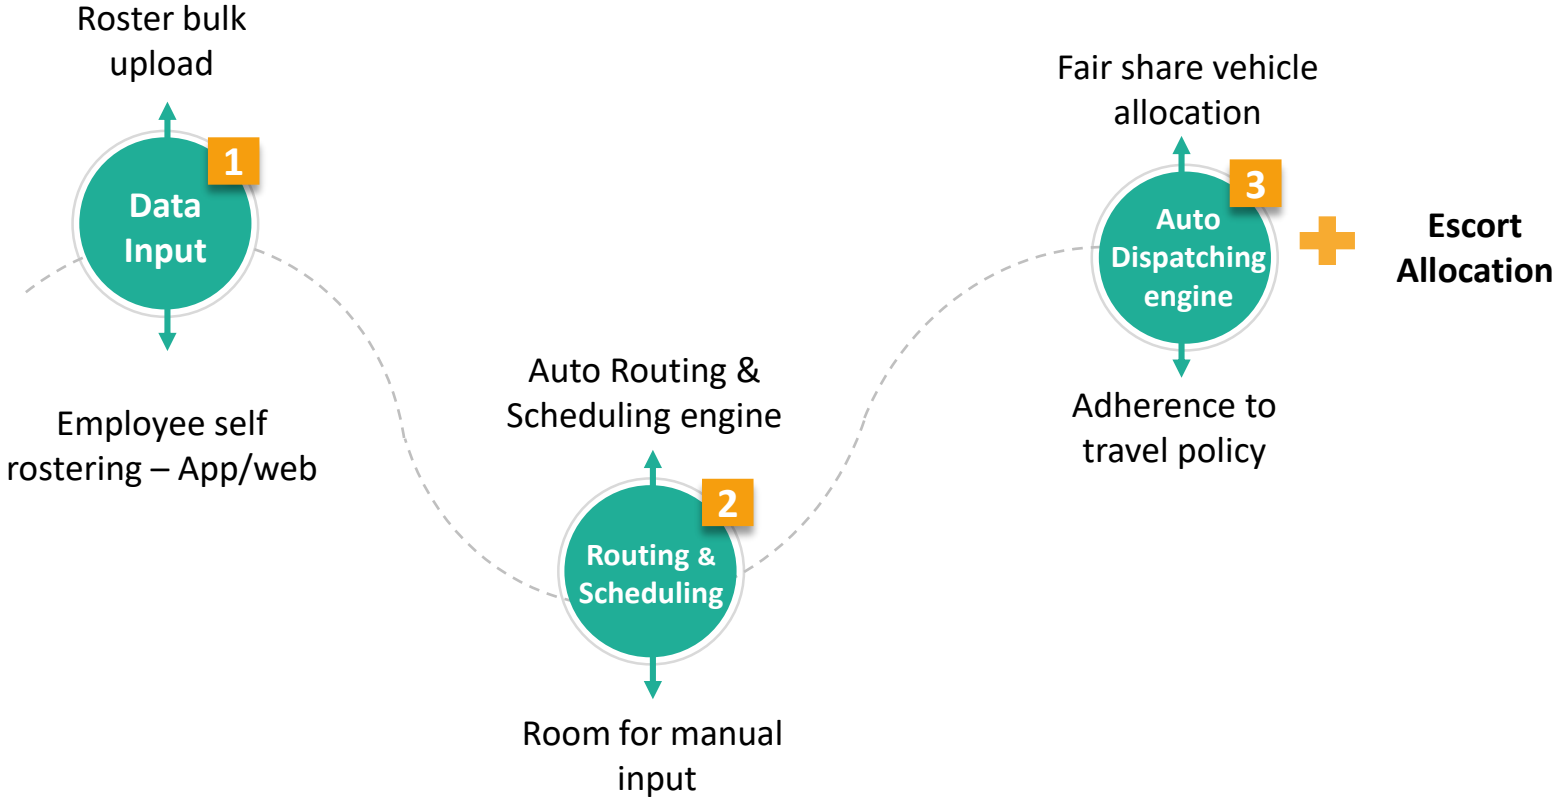 Roster bulk
upload
1
Data
Input
Employee self
rostering – App/web
Auto Routing &
Scheduling engine
2
Routing &
Scheduling
Room for manual
input
Fair share vehicle
allocation
3
Auto
Dispatching
engine
Adherence to
travel policy
Escort
Allocation